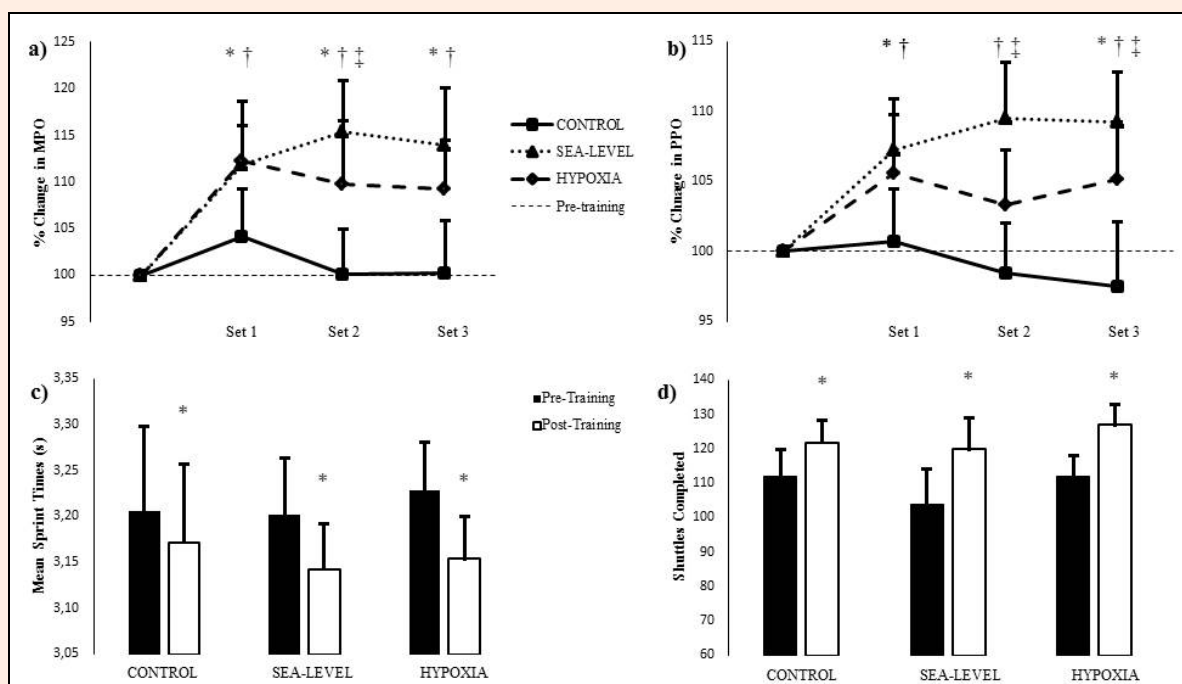 a)
% Change in MPO
125
120
115
110
105
100
95
* †
* † ‡
* †
Set 1
Set 2
Set 3
CONTROL
SEA-LEVEL
HYPOXIA
Pre-training
b)
% Chnage in PPO
115
110
105
100
95
* †
† ‡
* † ‡
Set 1
Set 2
Set 3
c)
Mean Sprint Times (s)
3,35
3,30
3,25
3,20
3,15
3,10
3,05
*
*
*
CONTROL
SEA-LEVEL
HYPOXIA
Pre-Training
Post-Training
d)
Shuttles Completed
140
130
120
110
100
90
80
70
60
*
*
*
CONTROL
SEA-LEVEL
HYPOXIA